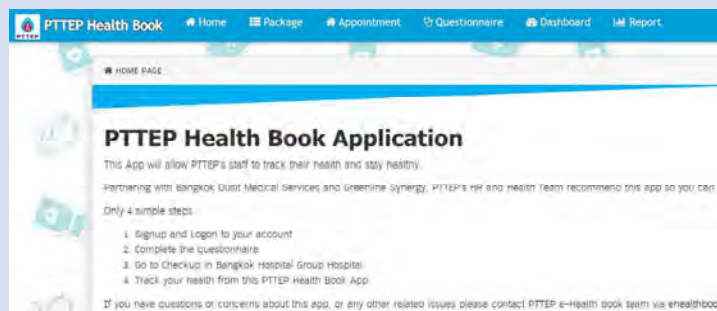 PTTEP
PTTEP Health Book Home Package Appointment Questionnaire Dashboard Report
HOME PAGE
PTTEP Health Book Application
This App will allow PTTEP's staff to track their health and stay healthy.
Partnering with Bangkok Dusit Medical Services and Greenline Synergy, PTTEP's HR and Health Team recommend this app so you can
Only 4 simple steps
1. Signup and Logon to your account
2. Complete the questionnaire
3. Go to Checkup in Bangkok Hospital Group Hospital
4. Track your health from this PTTEP Health Book App
If you have questions or concerns about this app, or any other related issues please contact PTTEP e-Health book team via ehealthboo